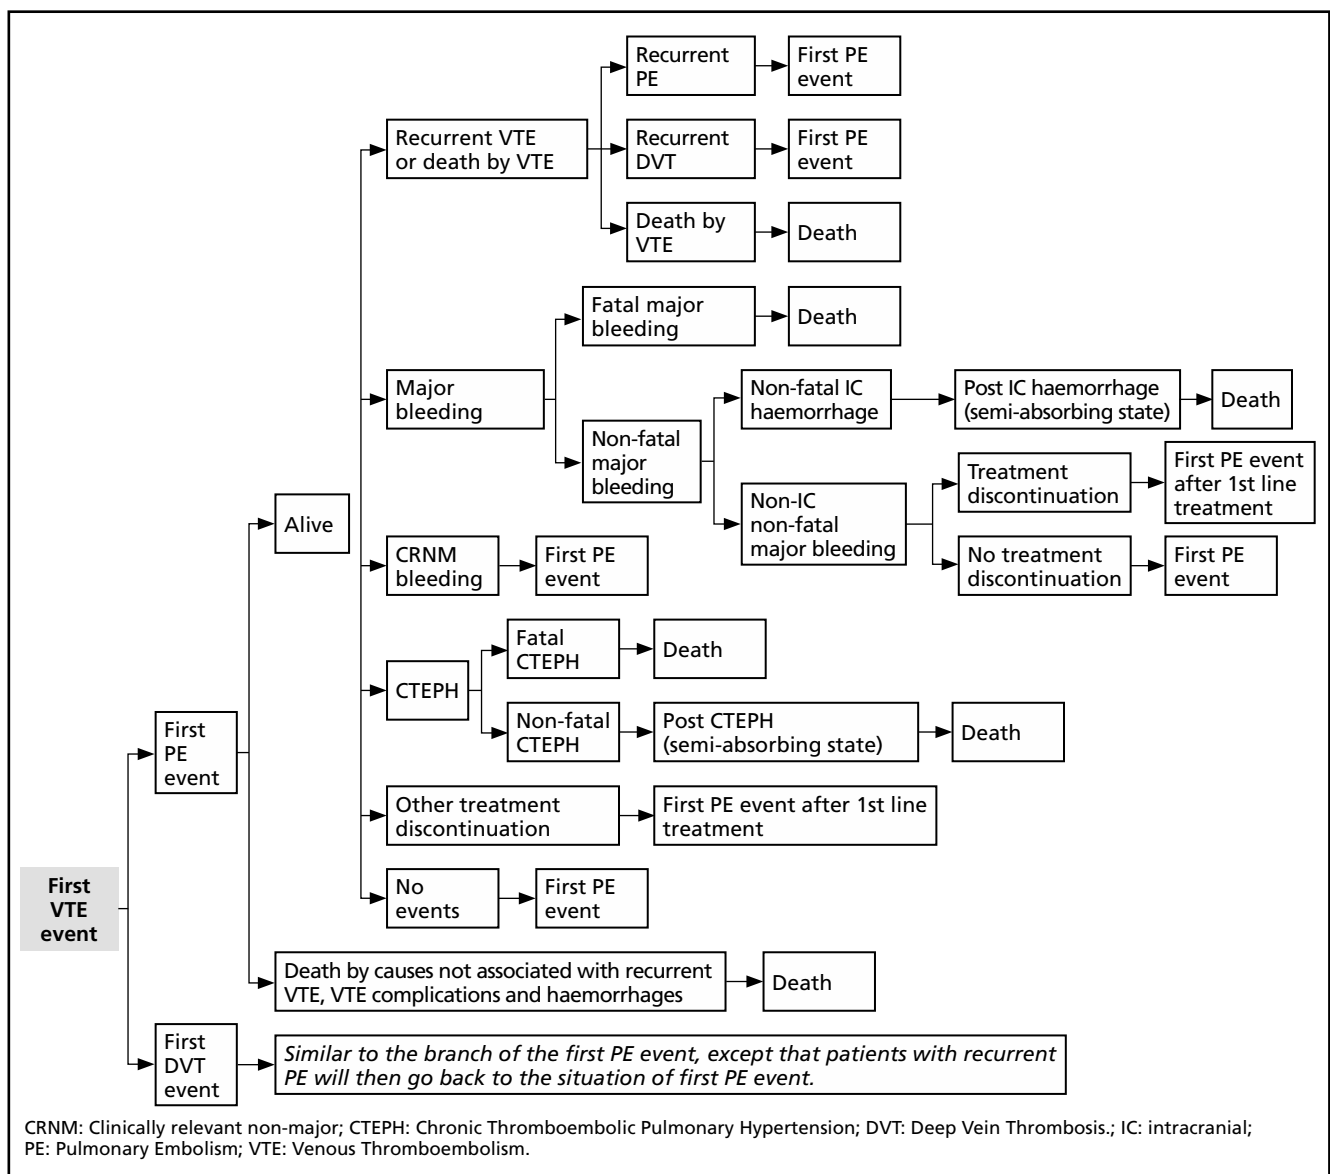 Recurrent
PE
First PE
event
Recurrent VTE
or death by VTE
Recurrent
DVT
First PE
event
Death by
VTE
Death
Fatal major
bleeding
Death
Major
bleeding
Non-fatal
major
bleeding
Non-fatal IC
haemorrhage
Post IC haemorrhage
(semi-absorbing state)
Death
Non-IC
non-fatal
major bleeding
Treatment
discontinuation
First PE event
after 1st line
treatment
No treatment
discontinuation
First PE
event
Alive
CRNM
bleeding
First PE
event
CTEPH
Fatal
CTEPH
Death
Non-fatal
CTEPH
Post CTEPH
(semi-absorbing state)
Death
First
PE
event
Other treatment
discontinuation
First PE event after 1st line
treatment
No
events
First PE
event
First
VTE
event
Death by causes not associated with recurrent
VTE, VTE complications and haemorrhages
Death
First
DVT
event
Similar to the branch of the first PE event, except that patients with recurrent
PE will then go back to the situation of first PE event.
CRNM: Clinically relevant non-major; CTEPH: Chronic Thromboembolic Pulmonary Hypertension; DVT: Deep Vein Thrombosis.; IC: intracranial;
PE: Pulmonary Embolism; VTE: Venous Thromboembolism.